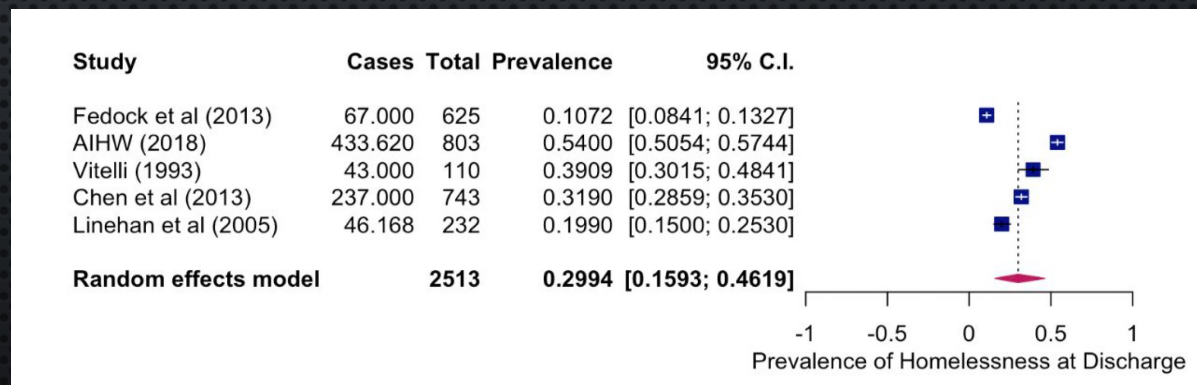 Study Cases Total Prevalence 95% C.I.
Fedock et al (2013) 67.000 625 0.1072 [0.0841; 0.1327]
AIHW (2018) 433.620 803 0.5400 [0.5054; 0.5744]
Vitelli (1993) 43.000 110 0.3909 [0.3015; 0.4841]
Chen et al (2013) 237.000 743 0.3190 [0.2859; 0.3530]
Linehan et al (2005) 46.168 232 0.1990 [0.1500; 0.2530]
Random effects model 2513 0.2994 [0.1593; 0.4619]
-1 -0.5 0 0.5 1
Prevalence of Homelessness at Discharge